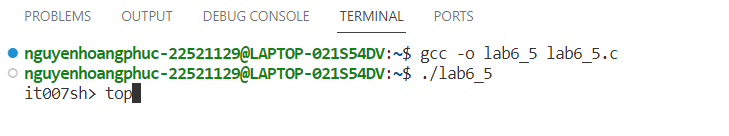 PROBLEMS OUTPUT DEBUG CONSOLE TERMINAL PORTS
nguyenhoangphuc-22521129@LAPTOP-021S54DV:~$ gcc -o lab6_5 lab6_5.c
nguyenhoangphuc-22521129@LAPTOP-021S54DV:~$ ./lab6_5
it007sh> top